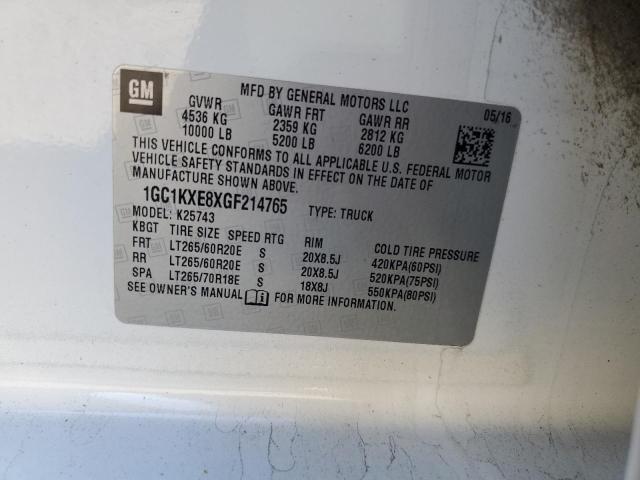 GM
MFD BY GENERAL MOTORS LLC
05/16
GVWR GAWR FRT GAWR RR
4536 KG 2359 KG 2812 KG
10000 LB 5200 LB 6200 LB
THIS VEHICLE CONFORMS TO ALL APPLICABLE U.S. FEDERAL MOTOR
VEHICLE SAFETY STANDARDS IN EFFECT ON THE DATE OF
MANUFACTURE SHOWN ABOVE.
1GC1KXE8XGF214765 TYPE: TRUCK
MODEL: K25743
KBGT TIRE SIZE SPEED RTG RIM COLD TIRE PRESSURE
FRT LT265/60R20E S 20X8.5J 420KPA(60PSI)
RR LT265/60R20E S 20X8.5J 520KPA(75PSI)
SPA LT265/70R18E S 18X8J 550KPA(80PSI)
SEE OWNER'S MANUAL FOR MORE INFORMATION.